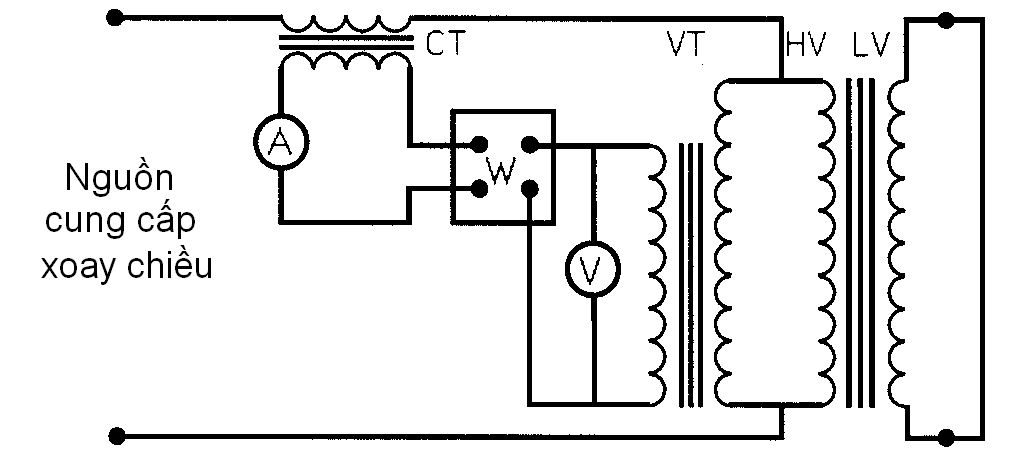 CT
VT HV LV
A
W
Nguồn
cung cấp
xoay chiều
V